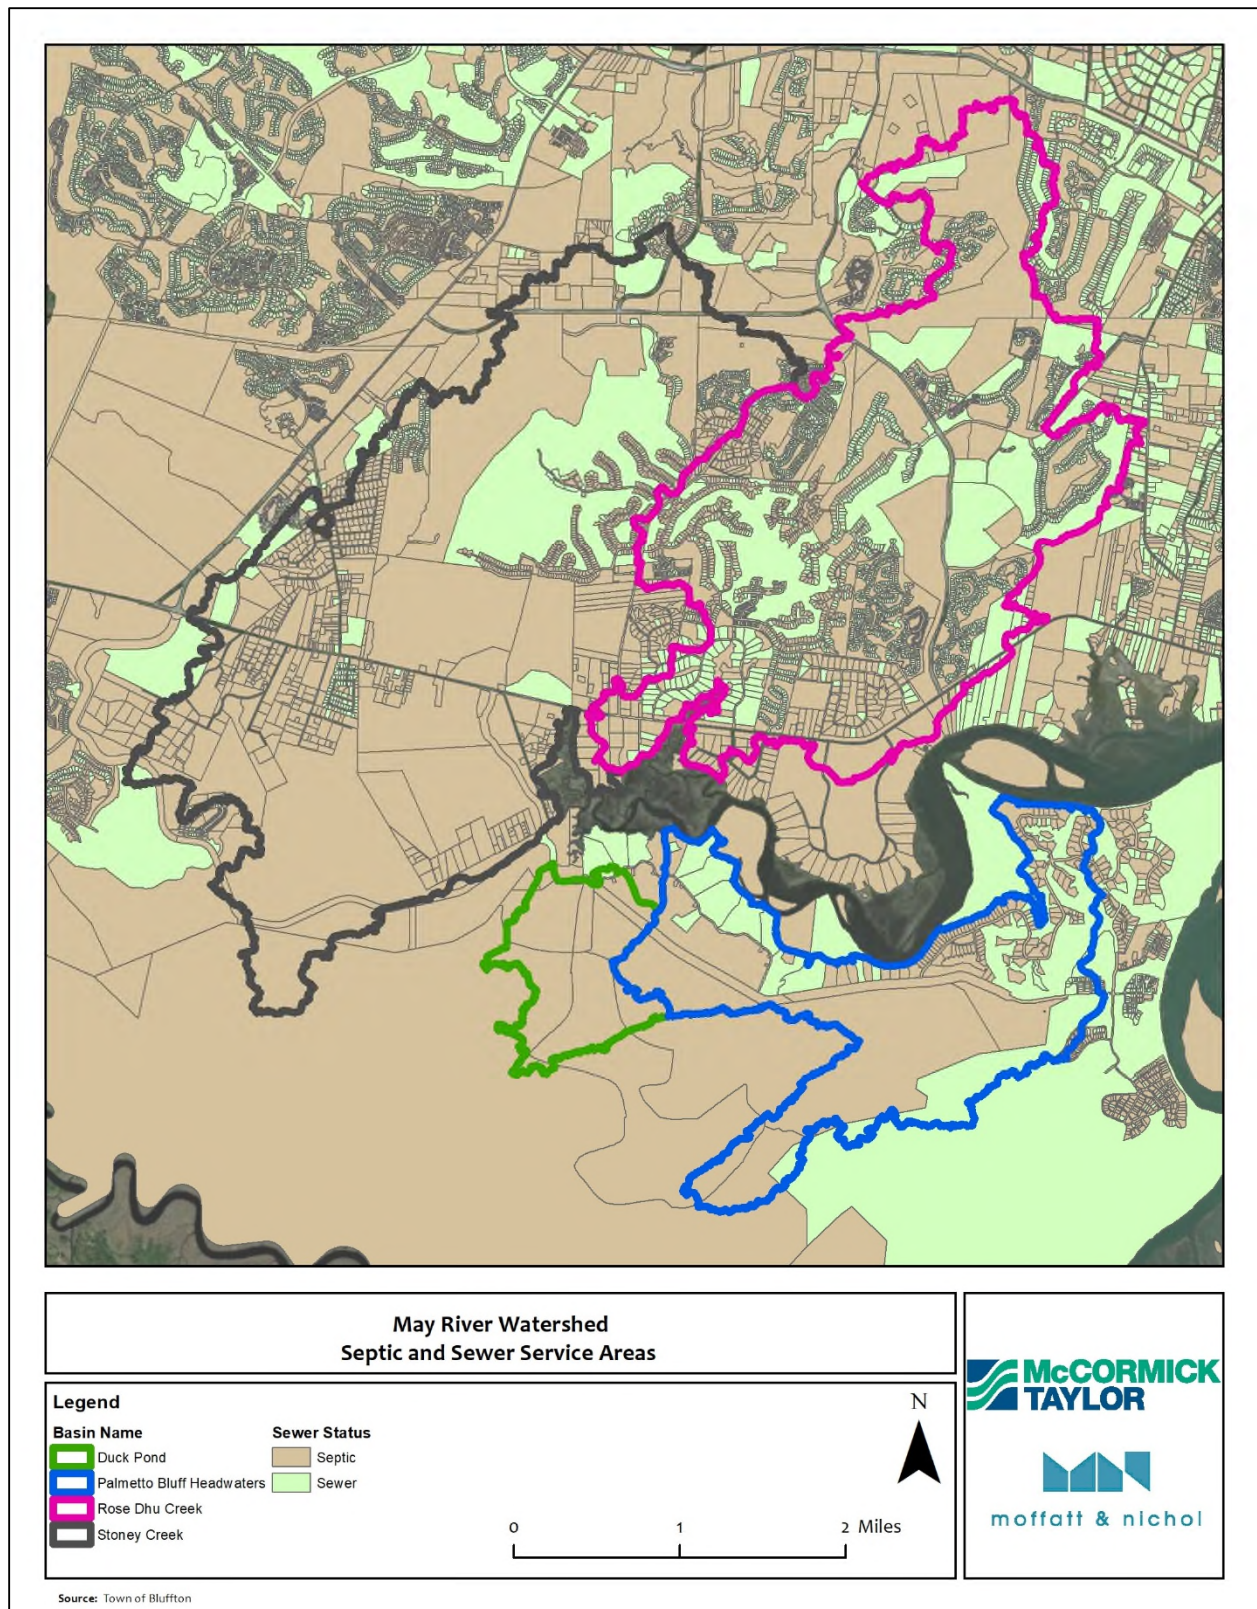 May River Watershed
Septic and Sewer Service Areas
Legend
Basin Name
Duck Pond
Palmetto Bluff Headwaters
Rose Dhu Creek
Stoney Creek
Sewer Status
Septic
Sewer
N
0 1 2 Miles
McCORMICK
TAYLOR
moffatt & nichol
Source: Town of Bluffton